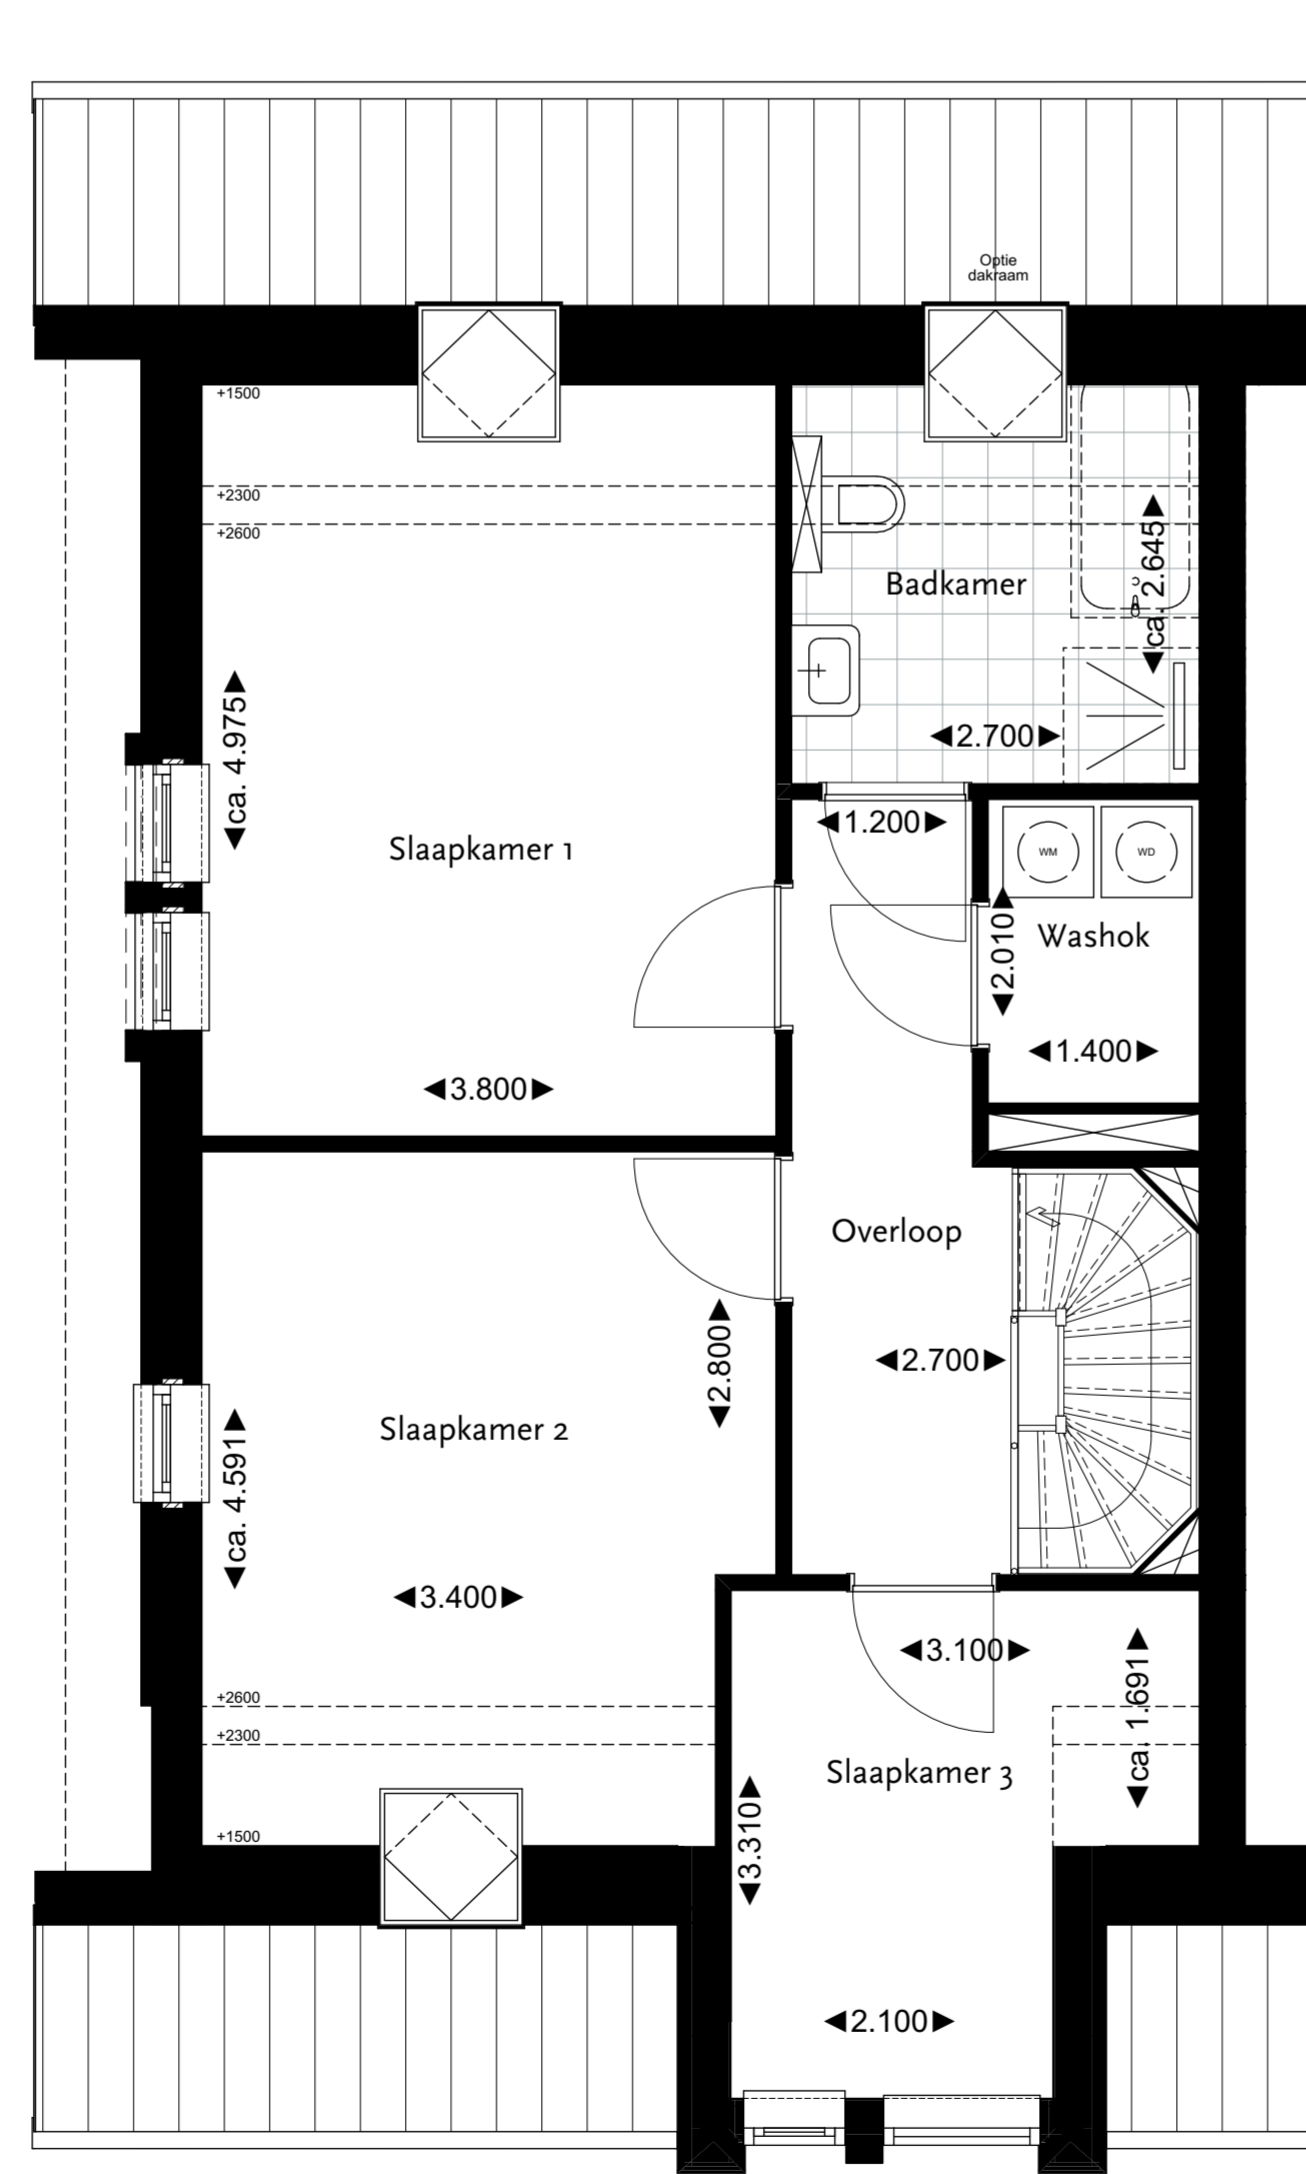 Optie
dakraam
+1500
+2300
+2600
Badkamer
ca. 2.645
2.700
ca. 4.975
Slaapkamer 1
1.200
WM
WD
2.010
Washok
1.400
3.800
Overloop
2.800
2.700
Slaapkamer 2
ca. 4.591
3.400
3.100
ca. 1.691
+2600
+2300
Slaapkamer 3
3.310
+1500
2.100